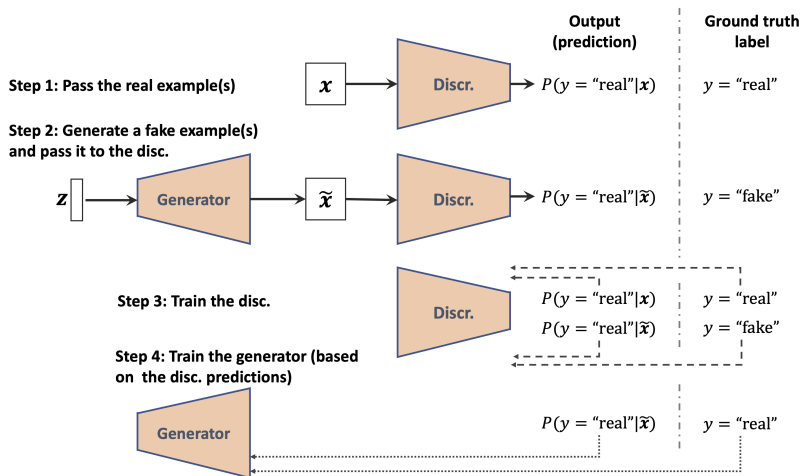 Output
(prediction)
Ground truth
label
Step 1: Pass the real example(s)
x
Discr.
P(y = “real”|x)
y = “real”
Step 2: Generate a fake example(s)
and pass it to the disc.
z
Generator
x̃
Discr.
P(y = “real”|x̃)
y = “fake”
Step 3: Train the disc.
Discr.
P(y = “real”|x)
y = “real”
P(y = “real”|x̃)
y = “fake”
Step 4: Train the generator (based
on the disc. predictions)
Generator
P(y = “real”|x̃)
y = “real”